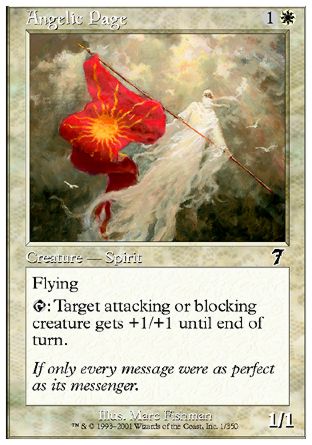 Angelic Page 1
Creature — Spirit 7
Flying
: Target attacking or blocking
creature gets +1/+1 until end of
turn.
If only every message were as perfect
as its messenger.
Illus. Marc Fishman
™ & © 1993–2001 Wizards of the Coast, Inc. 1/350
1/1